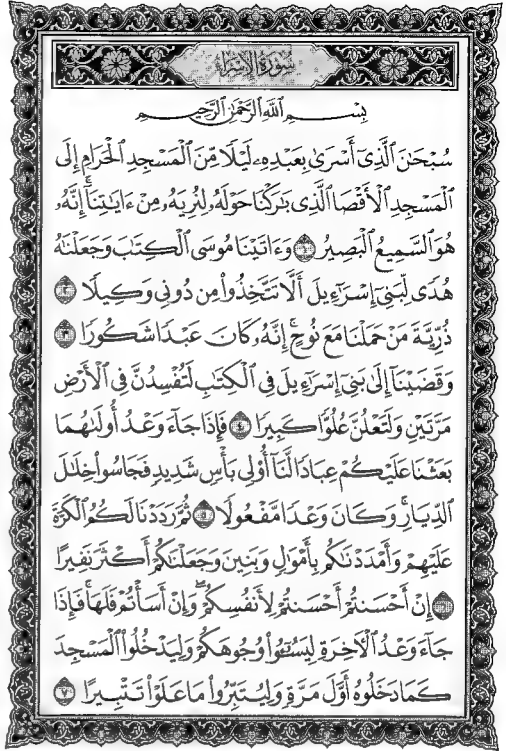 سُورَةُ الإِسْرَاءِ
بِسْمِ ٱللَّهِ ٱلرَّحْمَٰنِ ٱلرَّحِيمِ
سُبْحَٰنَ ٱلَّذِىٓ أَسْرَىٰ بِعَبْدِهِۦ لَيْلًا مِّنَ ٱلْمَسْجِدِ ٱلْحَرَامِ إِلَى
ٱلْمَسْجِدِ ٱلْأَقْصَا ٱلَّذِى بَٰرَكْنَا حَوْلَهُۥ لِنُرِيَهُۥ مِنْ ءَايَٰتِنَآ ۚ إِنَّهُۥ
هُوَ ٱلسَّمِيعُ ٱلْبَصِيرُ ١ وَءَاتَيْنَا مُوسَى ٱلْكِتَٰبَ وَجَعَلْنَٰهُ
هُدًى لِّبَنِىٓ إِسْرَٰٓءِيلَ أَلَّا تَتَّخِذُوا۟ مِن دُونِى وَكِيلًا ٢
ذُرِّيَّةَ مَنْ حَمَلْنَا مَعَ نُوحٍ ۚ إِنَّهُۥ كَانَ عَبْدًا شَكُورًا ٣
وَقَضَيْنَآ إِلَىٰ بَنِىٓ إِسْرَٰٓءِيلَ فِى ٱلْكِتَٰبِ لَتُفْسِدُنَّ فِى ٱلْأَرْضِ
مَرَّتَيْنِ وَلَتَعْلُنَّ عُلُوًّا كَبِيرًا ٤ فَإِذَا جَآءَ وَعْدُ أُولَىٰهُمَا
بَعَثْنَا عَلَيْكُمْ عِبَادًا لَّنَآ أُو۟لِى بَأْسٍ شَدِيدٍ فَجَاسُوا۟ خِلَٰلَ
ٱلدِّيَارِ ۚ وَكَانَ وَعْدًا مَّفْعُولًا ٥ ثُمَّ رَدَدْنَا لَكُمُ ٱلْكَرَّةَ
عَلَيْهِمْ وَأَمْدَدْنَٰكُم بِأَمْوَٰلٍ وَبَنِينَ وَجَعَلْنَٰكُمْ أَكْثَرَ نَفِيرًا
٦ إِنْ أَحْسَنتُمْ أَحْسَنتُمْ لِأَنفُسِكُمْ ۖ وَإِنْ أَسَأْتُمْ فَلَهَا ۚ فَإِذَا
جَآءَ وَعْدُ ٱلْءَاخِرَةِ لِيَسُۥٓـُٔوا۟ وُجُوهَكُمْ وَلِيَدْخُلُوا۟ ٱلْمَسْجِدَ
كَمَا دَخَلُوهُ أَوَّلَ مَرَّةٍ وَلِيُتَبِّرُوا۟ مَا عَلَوْا۟ تَتْبِيرًا ٧